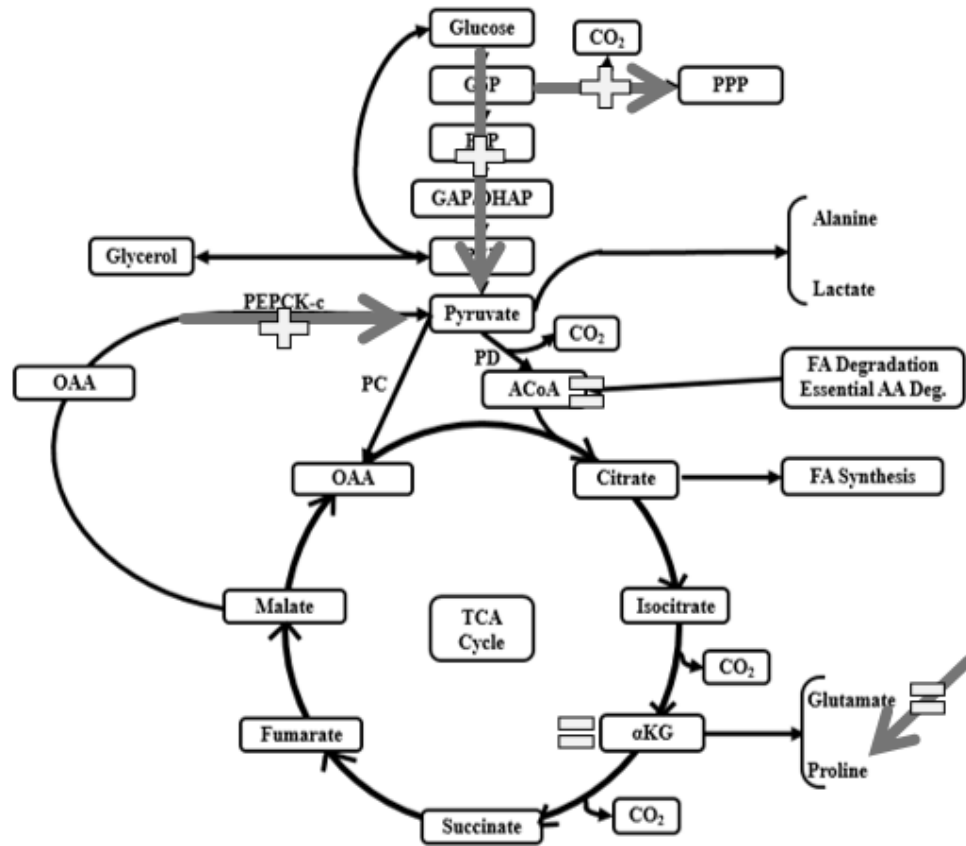 Glucose
CO₂
G6P
PPP
GAP/DHAP
Alanine
Glycerol
Lactate
PEPCK-c
Pyruvate
CO₂
PD
PC
OAA
ACoA
FA Degradation
Essential AA Deg.
OAA
Citrate
FA Synthesis
Malate
TCA
Cycle
Isocitrate
CO₂
Glutamate
Fumarate
αKG
Proline
Succinate
CO₂